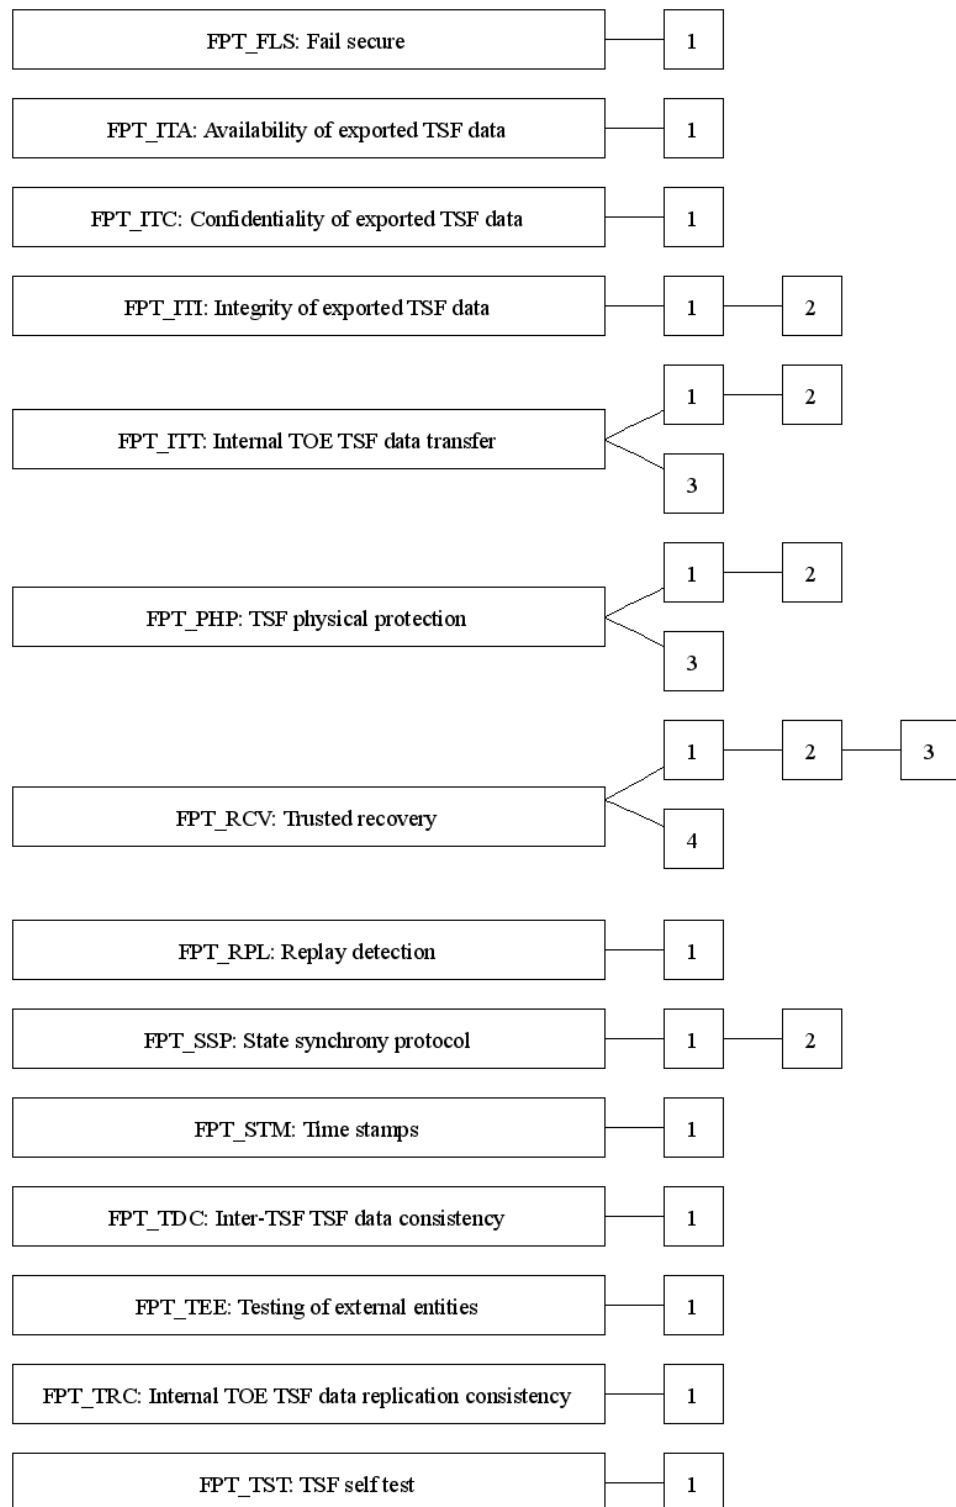 FPT_FLS: Fail secure 1
FPT_ITA: Availability of exported TSF data 1
FPT_ITC: Confidentiality of exported TSF data 1
FPT_ITI: Integrity of exported TSF data 1 2
1 2
FPT_ITT: Internal TOE TSF data transfer
3
1 2
FPT_PHP: TSF physical protection
3
1 2 3
FPT_RCV: Trusted recovery
4
FPT_RPL: Replay detection 1
FPT_SSP: State synchrony protocol 1 2
FPT_STM: Time stamps 1
FPT_TDC: Inter-TSF TSF data consistency 1
FPT_TEE: Testing of external entities 1
FPT_TRC: Internal TOE TSF data replication consistency 1
FPT_TST: TSF self test 1